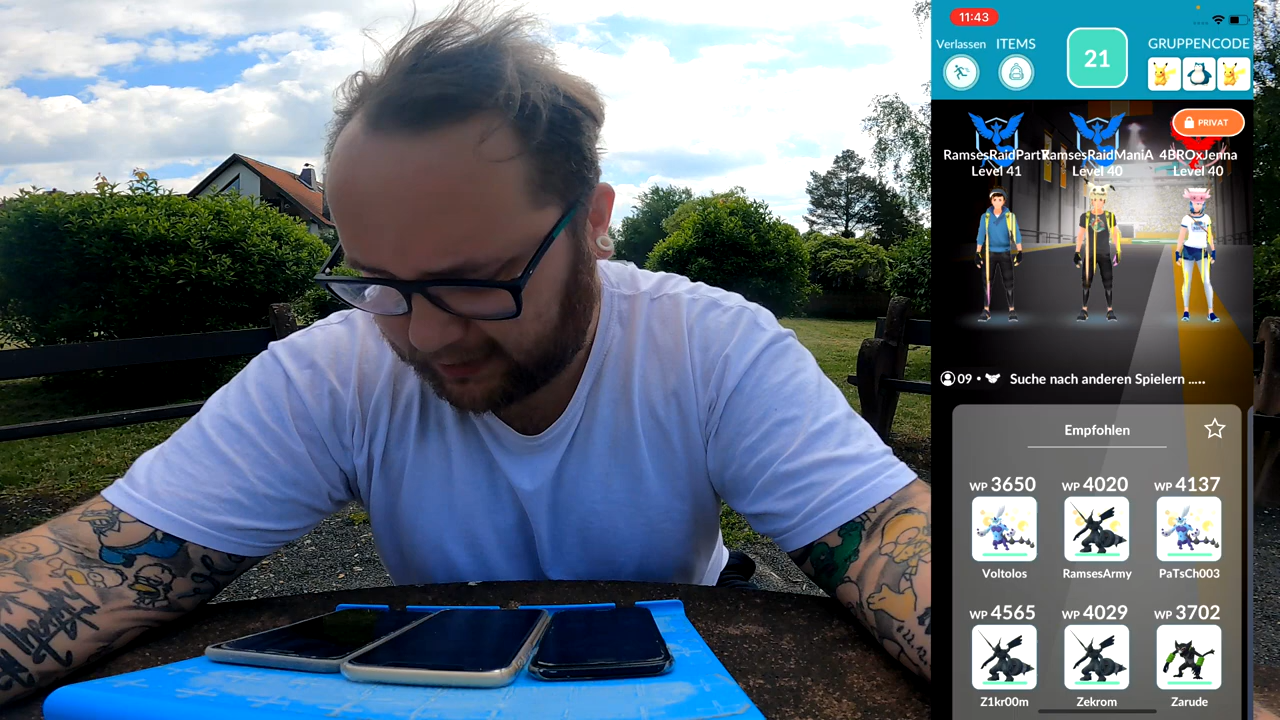 11:43
Verlassen
ITEMS
21
GRUPPENCODE
PRIVAT
RamsesRaidPart
RamsesRaidManiA
4BROxJenna
Level 41
Level 40
Level 40
09 • Suche nach anderen Spielern .....
Empfohlen
WP 3650
WP 4020
WP 4137
Voltolos
RamsesArmy
PaTsCh003
WP 4565
WP 4029
WP 3702
Z1kr00m
Zekrom
Zarude